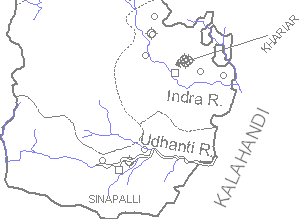 KHARIAR
Indra R.
Udhanti R.
KALAHANDI
SINAPALLI